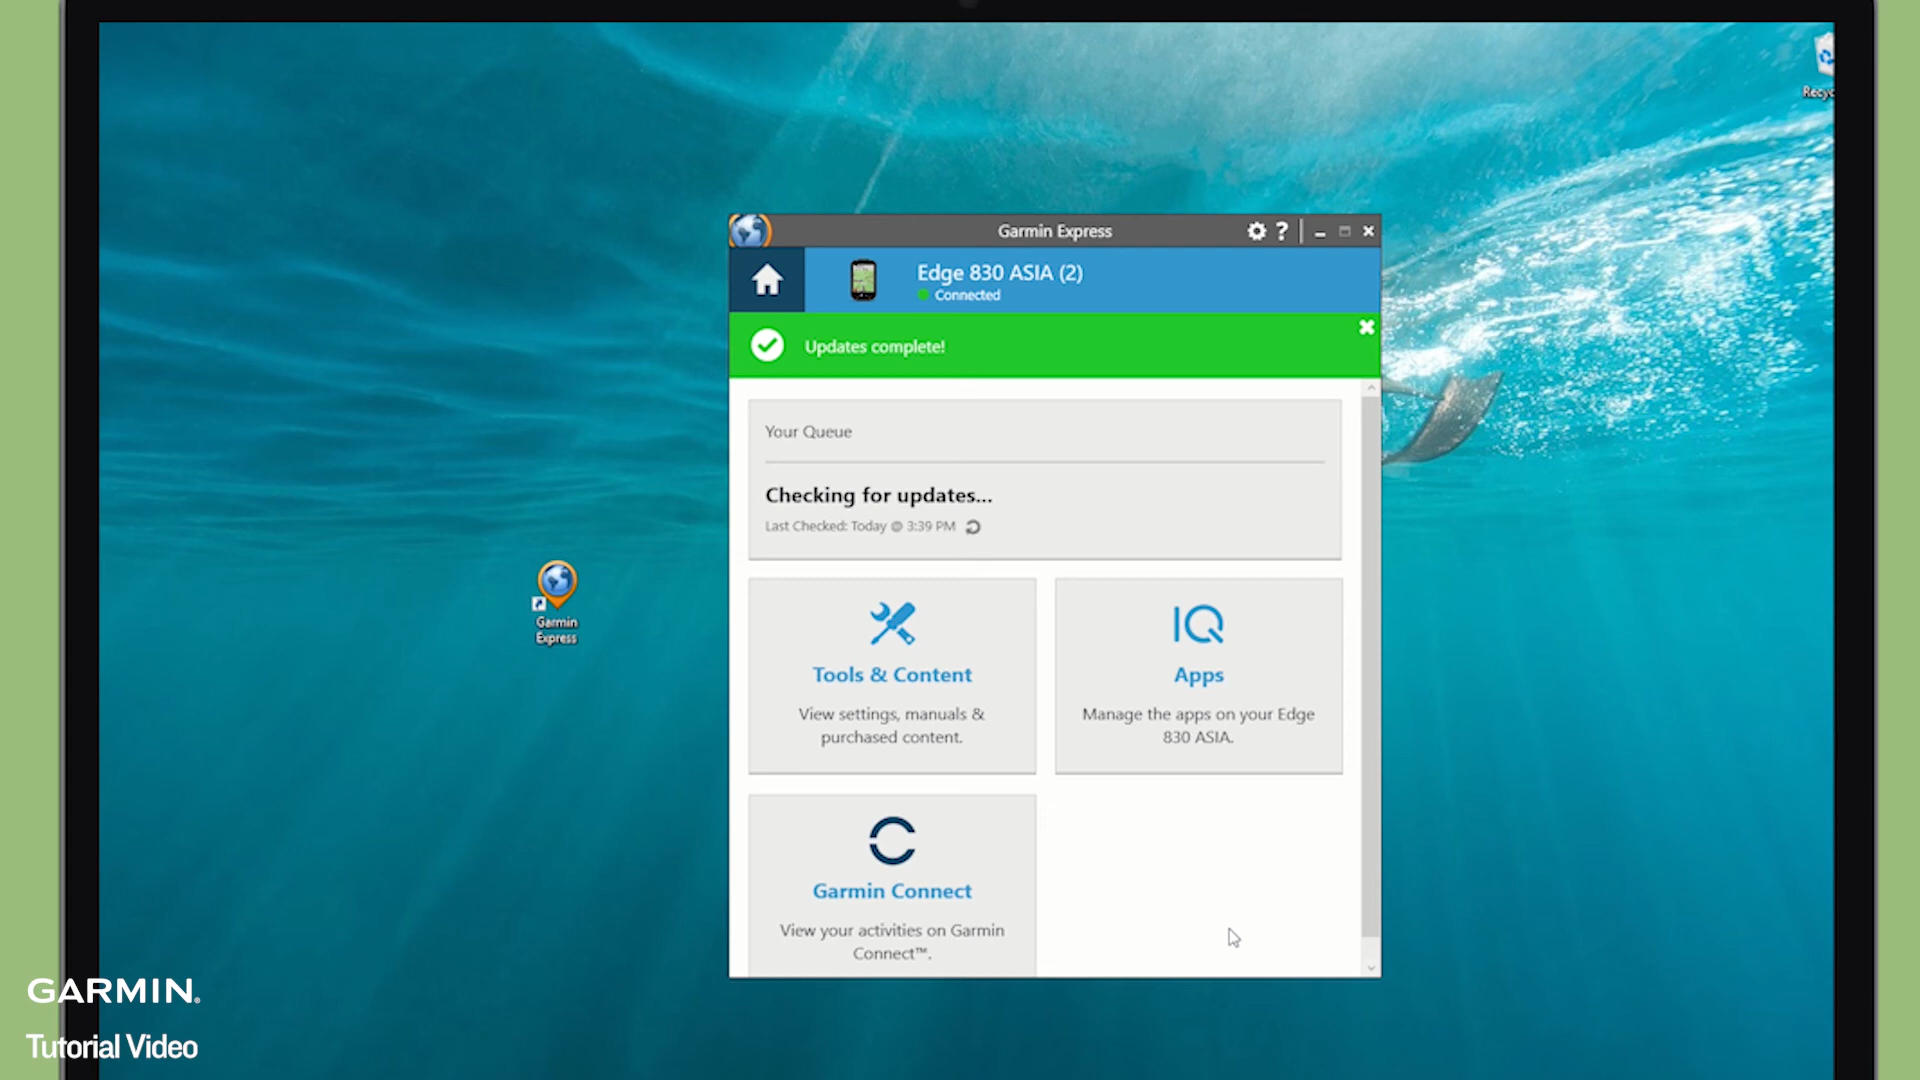 Recyc
Garmin Express
Edge 830 ASIA (2)
Connected
Updates complete!
Your Queue
Checking for updates...
Last Checked: Today @ 3:39 PM
Garmin
Express
Tools & Content
View settings, manuals &
purchased content.
IQ
Apps
Manage the apps on your Edge
830 ASIA.
Garmin Connect
View your activities on Garmin
Connect™.
GARMIN®
Tutorial Video